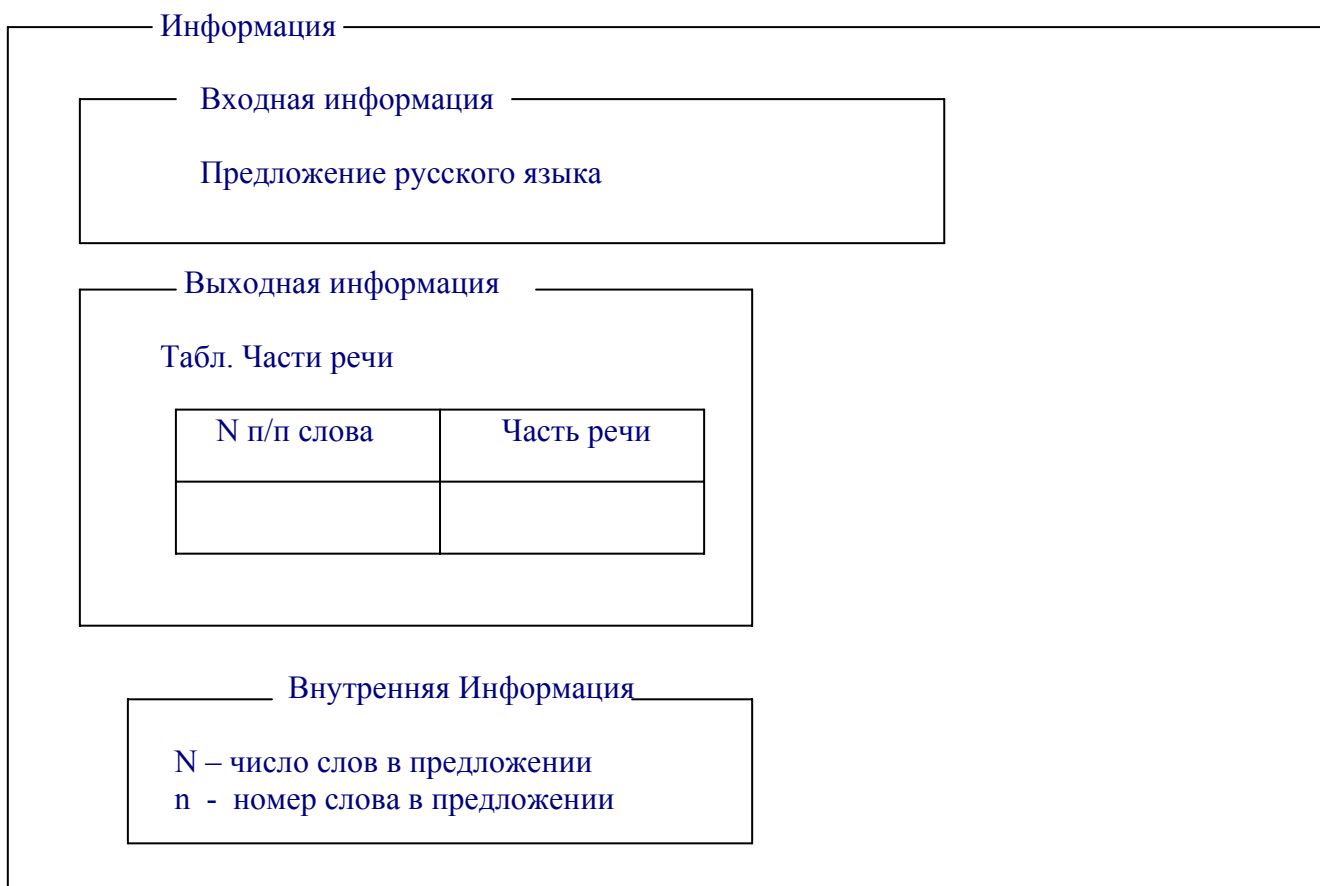 Информация
Входная информация
Предложение русского языка
Выходная информация
Табл. Части речи
N п/п слова Часть речи
Внутренняя Информация
N – число слов в предложении
n - номер слова в предложении